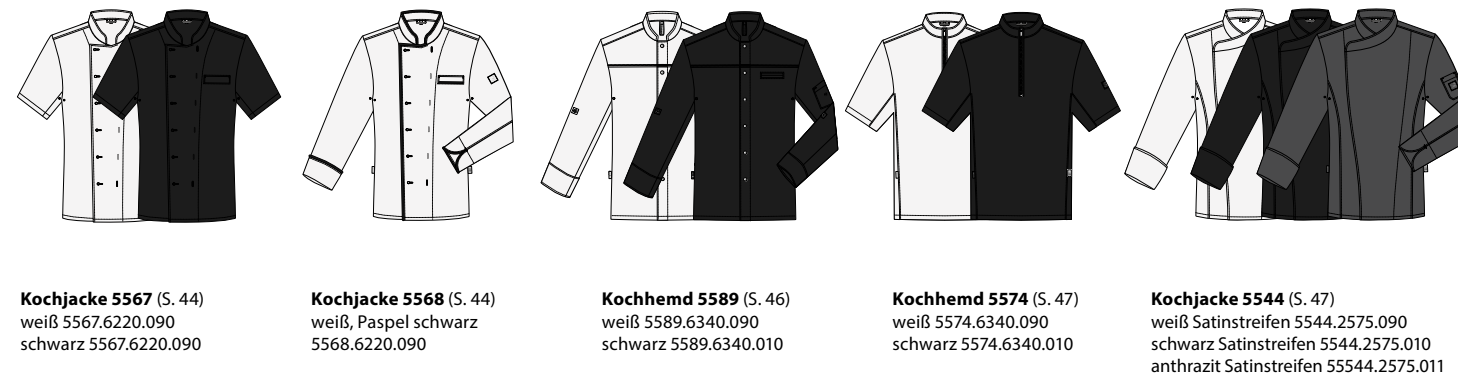 Kochjacke 5567 (S. 44)
weiß 5567.6220.090
schwarz 5567.6220.090
Kochjacke 5568 (S. 44)
weiß, Paspel schwarz
5568.6220.090
Kochhemd 5589 (S. 46)
weiß 5589.6340.090
schwarz 5589.6340.010
Kochhemd 5574 (S. 47)
weiß 5574.6340.090
schwarz 5574.6340.010
Kochjacke 5544 (S. 47)
weiß Satinstreifen 5544.2575.090
schwarz Satinstreifen 5544.2575.010
anthrazit Satinstreifen 55544.2575.011